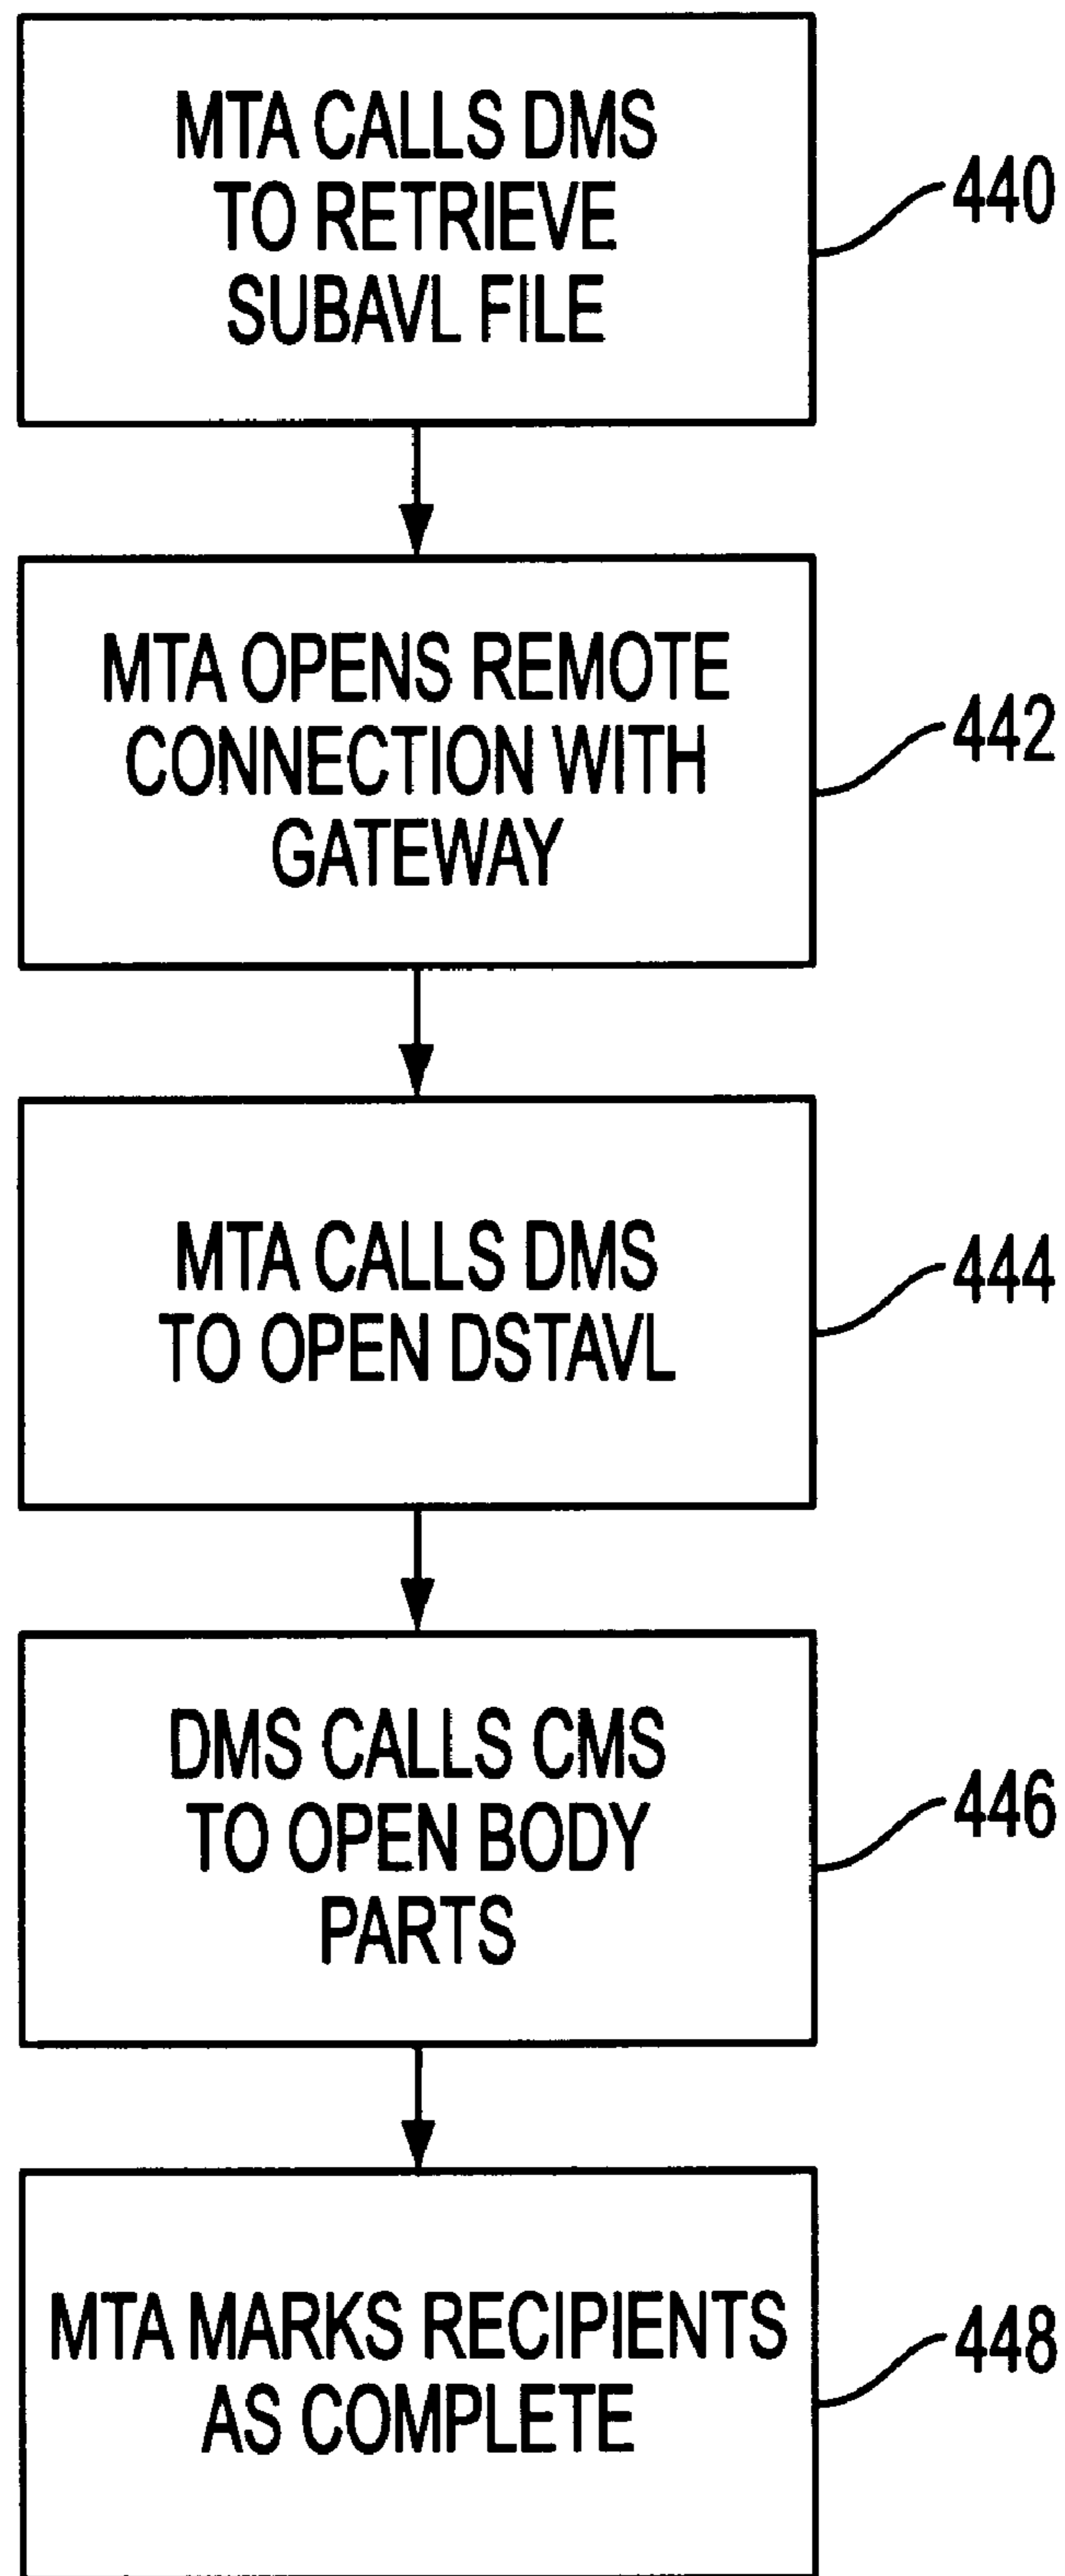 MTA CALLS DMS
TO RETRIEVE
SUBAVL FILE
440
MTA OPENS REMOTE
CONNECTION WITH
GATEWAY
442
MTA CALLS DMS
TO OPEN DSTAVL
444
DMS CALLS CMS
TO OPEN BODY
PARTS
446
MTA MARKS RECIPIENTS
AS COMPLETE
448